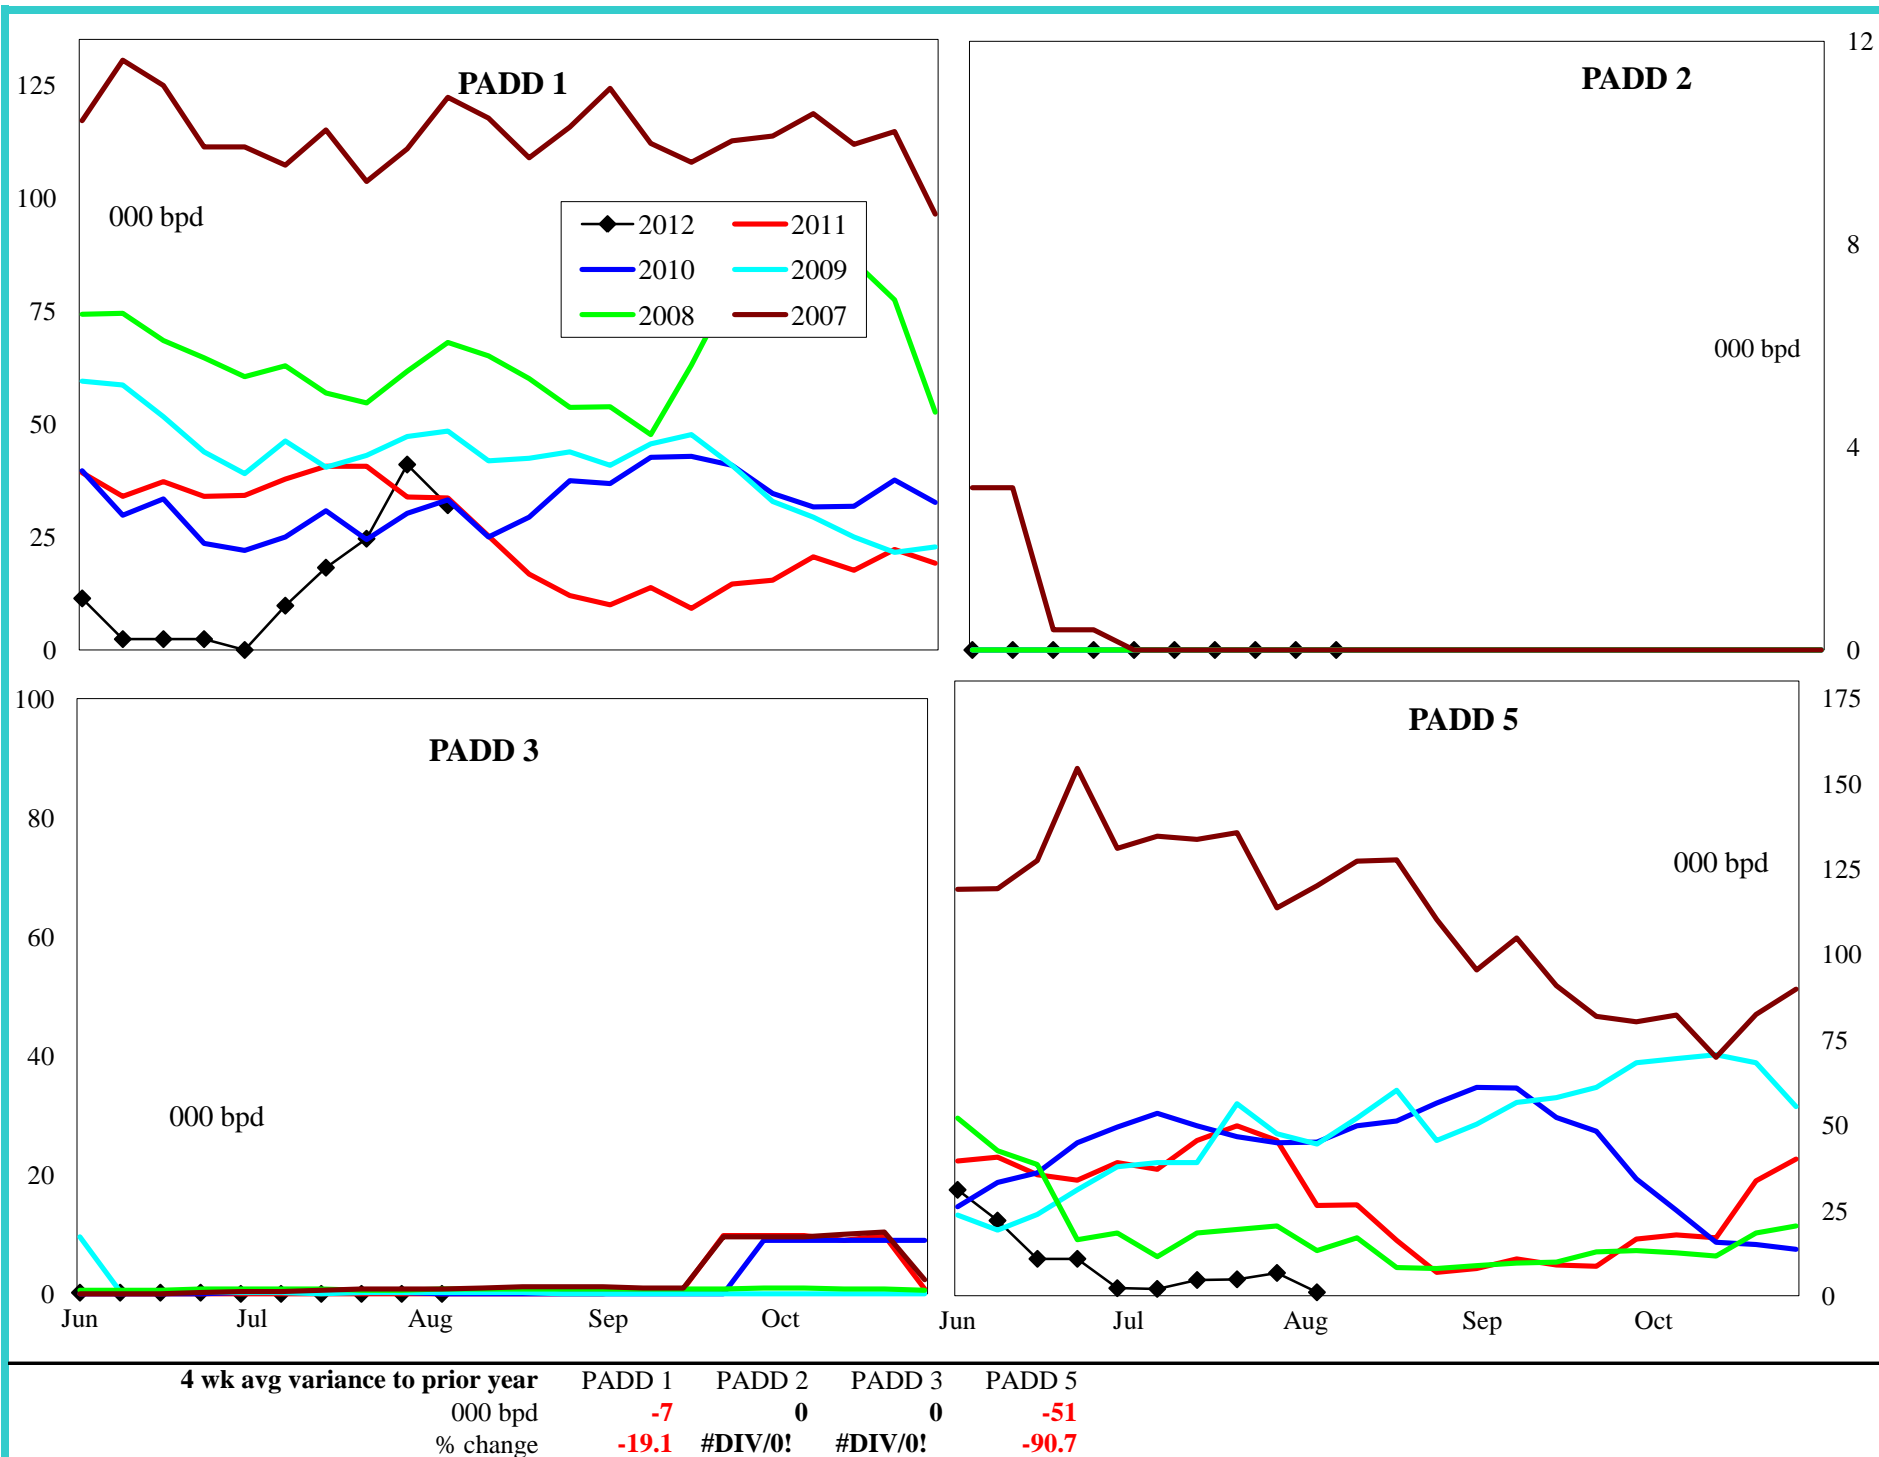 PADD 1
125
100
75
50
25
0
000 bpd
2012 2011
2010 2009
2008 2007
PADD 2
12
8
4
0
000 bpd
PADD 3
100
80
60
40
20
0
000 bpd
Jun Jul Aug Sep Oct
PADD 5
175
150
125
100
75
50
25
0
000 bpd
Jun Jul Aug Sep Oct
4 wk avg variance to prior year PADD 1 PADD 2 PADD 3 PADD 5
000 bpd -7 0 0 -51
% change -19.1 #DIV/0! #DIV/0! -90.7